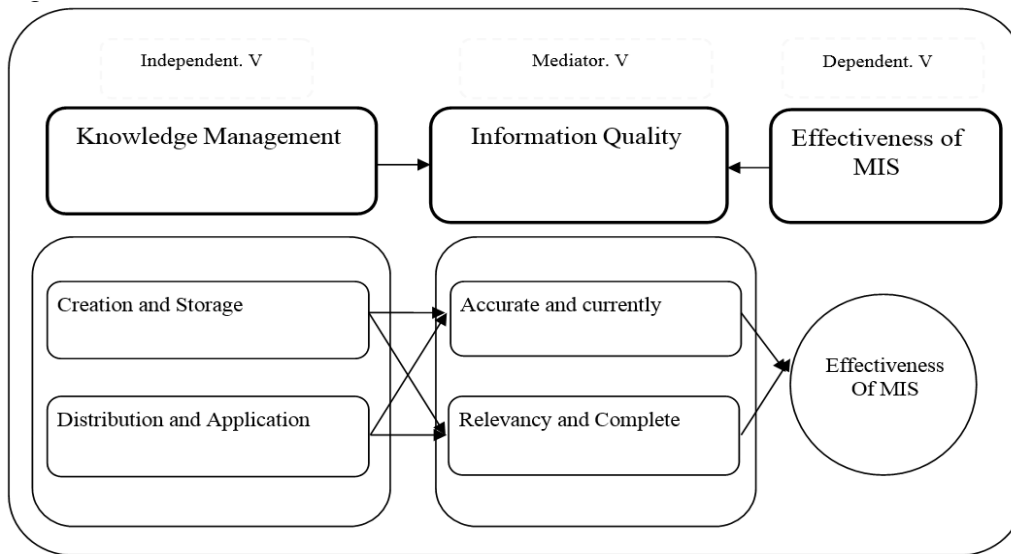 Independent. V
Mediator. V
Dependent. V
Knowledge Management
Information Quality
Effectiveness of
MIS
Creation and Storage
Accurate and currently
Distribution and Application
Relevancy and Complete
Effectiveness
Of MIS